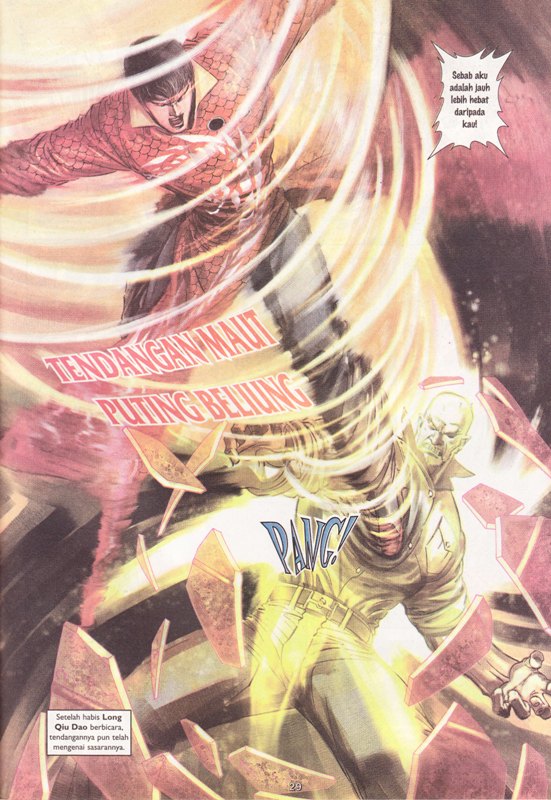 Sebab aku
adalah jauh
lebih hebat
daripada
kau!
TENDANGAN MAUT
PUTING BELIUNG
PANG!
Setelah habis Long
Qiu Dao berbicara,
tendangannya pun telah
mengenai sasarannya.
29